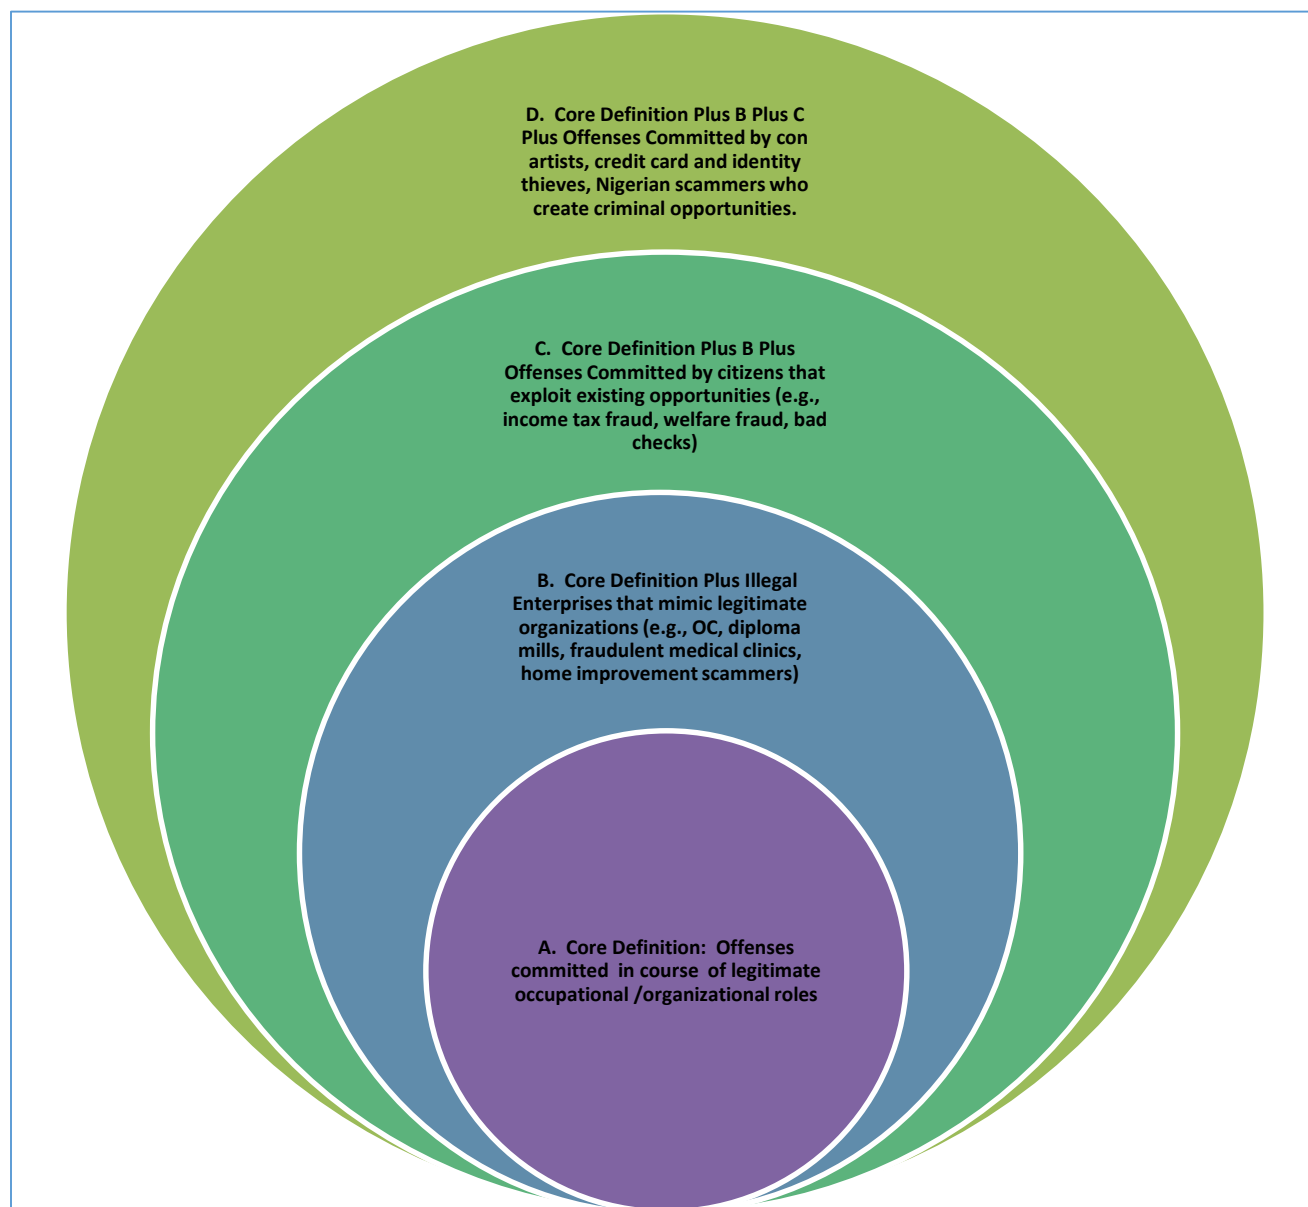 D.  Core Definition Plus B Plus C
Plus Offenses Committed by con
artists, credit card and identity
thieves, Nigerian scammers who
create criminal opportunities.
C.  Core Definition Plus B Plus
Offenses Committed by citizens that
exploit existing opportunities (e.g.,
income tax fraud, welfare fraud, bad
checks)
B.  Core Definition Plus Illegal
Enterprises that mimic legitimate
organizations (e.g., OC, diploma
mills, fraudulent medical clinics,
home improvement scammers)
A.  Core Definition:  Offenses
committed  in course  of legitimate
occupational /organizational roles